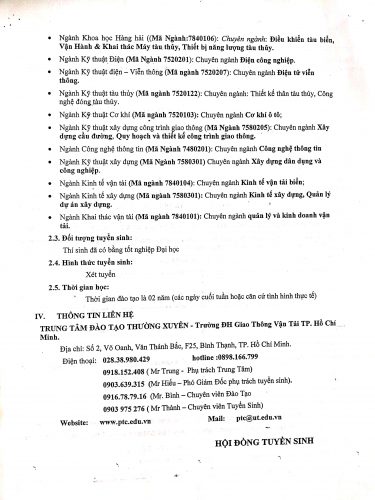 • Ngành Khoa học Hàng hải ((Mã Ngành:7840106): Chuyên ngành: Điều khiển tàu biển,
Vận Hành & Khai thác Máy tàu thủy, Thiết bị năng lượng tàu thủy.
• Ngành Kỹ thuật Điện (Mã Ngành 7520201): Chuyên ngành Điện công nghiệp.
• Ngành Kỹ thuật điện – Viễn thông (Mã Ngành 7520207): Chuyên ngành Điện tử viễn
thông.
• Ngành Kỹ thuật tàu thủy (Mã ngành 7520122): Chuyên ngành: Thiết kế thân tàu thủy, Công
nghệ đóng tàu thủy.
• Ngành Kỹ thuật Cơ khí (Mã ngành 7520103): Chuyên ngành Cơ khí ô tô;
• Ngành Kỹ thuật xây dựng công trình giao thông (Mã ngành 7580205): Chuyên ngành Xây
dựng cầu đường, Quy hoạch và thiết kế công trình giao thông.
• Ngành Công nghệ thông tin (Mã ngành 7480201): Chuyên ngành Công nghệ thông tin
• Ngành Kỹ thuật xây dựng (Mã ngành 7580301) Chuyên ngành Xây dựng dân dụng và
công nghiệp.
• Ngành Kinh tế vận tải (Mã ngành 7840104): Chuyên ngành Kinh tế vận tải biển;
• Ngành Kinh tế xây dựng (Mã ngành 7580301): Chuyên ngành Kinh tế xây dựng, Quản lý
dự án xây dựng.
• Ngành Khai thác vận tải (Mã ngành 7840101): Chuyên ngành quản lý và kinh doanh vận
tải.
2.3. Đối tượng tuyển sinh:
Thí sinh đã có bằng tốt nghiệp Đại học
2.4. Hình thức tuyển sinh:
Xét tuyển
2.5. Thời gian học:
Thời gian đào tạo là 02 năm (các ngày cuối tuần hoặc căn cứ tình hình thực tế)
IV. THÔNG TIN LIÊN HỆ
TRUNG TÂM ĐÀO TẠO THƯỜNG XUYÊN - Trường ĐH Giao Thông Vận Tải TP. Hồ Chí
Minh.
Địa chỉ: Số 2, Võ Oanh, Văn Thánh Bắc, F25, Bình Thạnh, TP. Hồ Chí Minh.
Điện thoại: 028.38.980.429 hotline :0898.166.799
0918.152.408 ( Mr Trung - Phụ trách Trung Tâm)
0903.639.315 (Mr Hiếu – Phó Giám Đốc phụ trách tuyển sinh).
0916.78.79.16 (Mr. Bình – Chuyên viên Đào Tạo
0903 975 276 ( Mr Thành – Chuyên viên Tuyển Sinh)
Website: www.ptc.edu.vn Mail: ptc@ut.edu.vn
HỘI ĐỒNG TUYỂN SINH